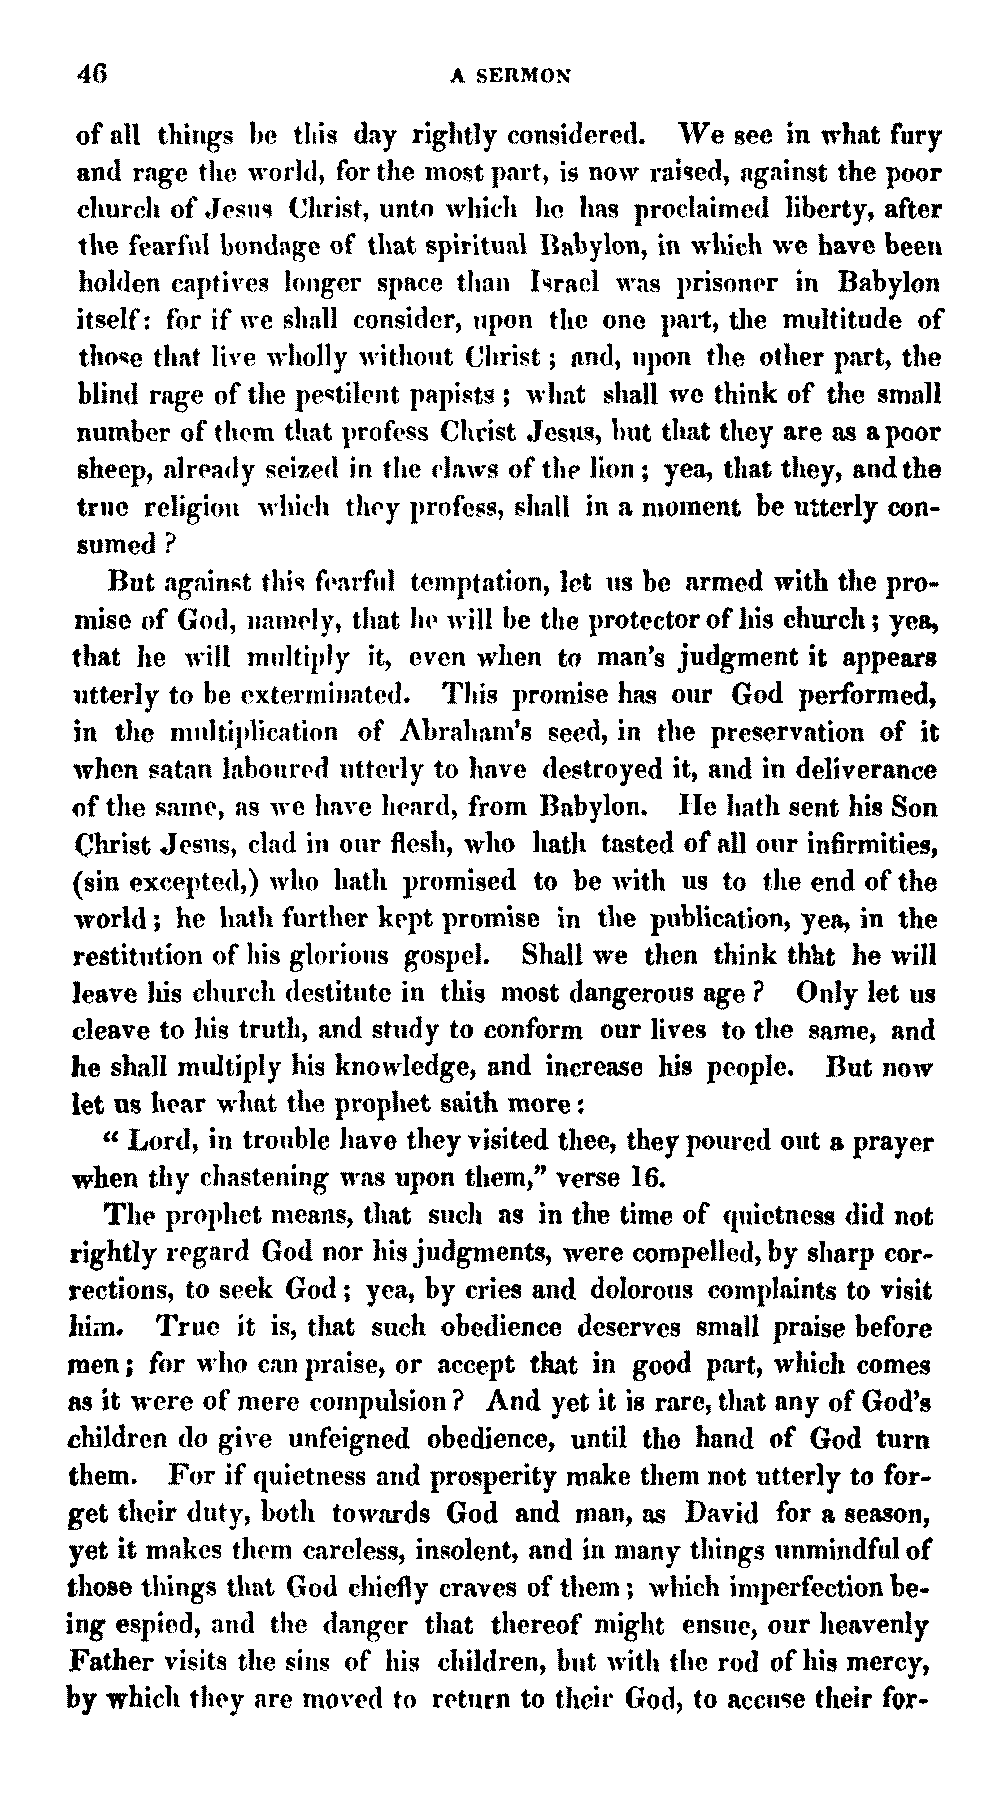 46 A SERMON
of all things be this day rightly considered. We see in what fury
and rage the world, for the most part, is now raised, against the poor
church of Jesus Christ, unto which he has proclaimed liberty, after
the fearful bondage of that spiritual Babylon, in which we have been
holden captives longer space than Israel was prisoner in Babylon
itself: for if we shall consider, upon the one part, the multitude of
those that live wholly without Christ; and, upon the other part, the
blind rage of the pestilent papists; what shall we think of the small
number of them that profess Christ Jesus, but that they are as a poor
sheep, already seized in the claws of the lion; yea, that they, and the
true religion which they profess, shall in a moment be utterly con-
sumed?
But against this fearful temptation, let us be armed with the pro-
mise of God, namely, that he will be the protector of his church; yea,
that he will multiply it, even when to man's judgment it appears
utterly to be exterminated. This promise has our God performed,
in the multiplication of Abraham's seed, in the preservation of it
when satan laboured utterly to have destroyed it, and in deliverance
of the same, as we have heard, from Babylon. He hath sent his Son
Christ Jesus, clad in our flesh, who hath tasted of all our infirmities,
(sin excepted,) who hath promised to be with us to the end of the
world; he hath further kept promise in the publication, yea, in the
restitution of his glorious gospel. Shall we then think that he will
leave his church destitute in this most dangerous age? Only let us
cleave to his truth, and study to conform our lives to the same, and
he shall multiply his knowledge, and increase his people. But now
let us hear what the prophet saith more:
"Lord, in trouble have they visited thee, they poured out a prayer
when thy chastening was upon them," verse 16.
The prophet means, that such as in the time of quietness did not
rightly regard God nor his judgments, were compelled, by sharp cor-
rections, to seek God; yea, by cries and dolorous complaints to visit
him. True it is, that such obedience deserves small praise before
men; for who can praise, or accept that in good part, which comes
as it were of mere compulsion? And yet it is rare, that any of God's
children do give unfeigned obedience, until the hand of God turn
them. For if quietness and prosperity make them not utterly to for-
get their duty, both towards God and man, as David for a season,
yet it makes them careless, insolent, and in many things unmindful of
those things that God chiefly craves of them; which imperfection be-
ing espied, and the danger that thereof might ensue, our heavenly
Father visits the sins of his children, but with the rod of his mercy,
by which they are moved to return to their God, to accuse their for-